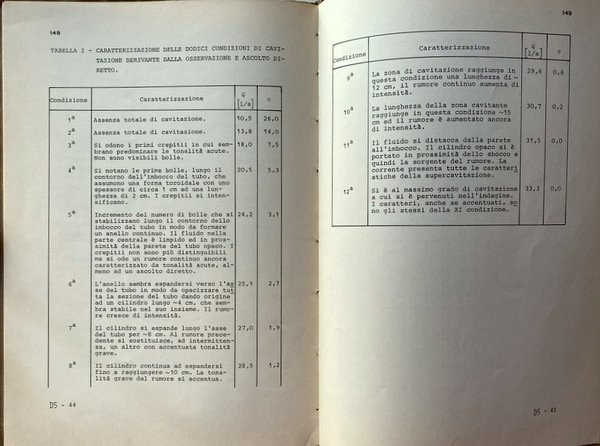 148
TABELLA I - CARATTERIZZAZIONE DELLE DODICI CONDIZIONI DI CAVI-
TAZIONE DERIVANTE DALLA OSSERVAZIONE E ASCOLTO DI-
RETTO.
Condizione Caratterizzazione Q [l/s] σ
1ª Assenza totale di cavitazione. 10,5 26,0
2ª Assenza totale di cavitazione. 13,8 14,0
3ª Si odono i primi crepitii in cui sem- 18,0 7,5
brano predominare le tonalità acute.
Non sono visibili bolle.
4ª Si notano le prime bolle, lungo il 20,5 5,3
contorno dell'imbocco del tubo, che
assumono una forma toroidale con uno
spessore di circa 1 cm ed una lun-
ghezza di 2 cm. I crepitii si inten-
sificano.
5ª Incremento del numero di bolle che si 24,2 3,1
stabilizzano lungo il contorno dello
imbocco del tubo in modo da formare
un anello continuo. Il fluido nella
parte centrale è limpido ed in pros-
simità della parete del tubo opaco. I
crepitii non sono più distinguibili
ma si ode un rumore continuo ancora
caratterizzato da tonalità acute, al-
meno ad un ascolto diretto.
6ª L'anello sembra espandersi verso l'as 25,1 2,7
se del tubo in modo da opacizzare tut
ta la sezione del tubo dando origine
ad un cilindro lungo ~4 cm, che sem-
bra stabile nel suo insieme. Il rumo-
re cresce di intensità.
7ª Il cilindro si espande lungo l'asse 27,0 1,9
del tubo per ~8 cm. Al rumore prece-
dente si sostituisce, ad intermitten-
za, un altro con accentuata tonalità
grave.
8ª Il cilindro continua ad espandersi 28,5 1,2
fino a raggiungere ~10 cm. La tona-
lità grave del rumore si accentua.
D5 - 44
149
Condizione Caratterizzazione Q [l/s] σ
9ª La zona di cavitazione raggiunge in 29,6 0,6
questa condizione una lunghezza di~
12 cm, il rumore continuo aumenta di
intensità.
10ª La lunghezza della zona cavitante 30,7 0,2
raggiunge in questa condizione ~15
cm ed il rumore è aumentato ancora
di intensità.
11ª Il fluido si distacca dalla parete 31,5 0,0
all'imbocco. Il cilindro opaco si è
portato in prossimità dello sbocco e
quindi la sorgente del rumore. La
corrente presenta tutte le caratteri
stiche della supercavitazione.
12ª Si è al massimo grado di cavitazione 33,3 0,0
a cui si è pervenuti nell'indagine.
I caratteri, anche se accentuati, so
no gli stessi della XI condizione.
D5 - 45